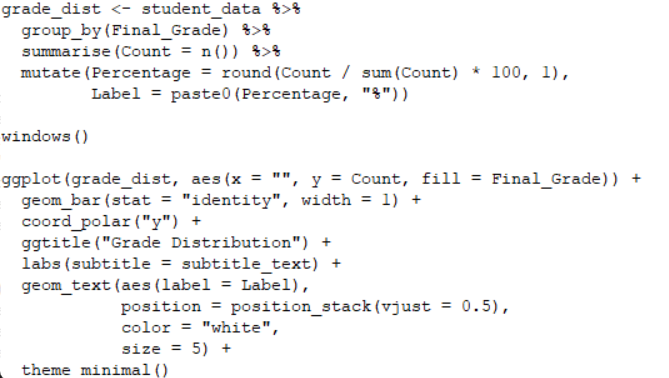 grade_dist <- student_data %>%
  group_by(Final_Grade) %>%
  summarise(Count = n()) %>%
  mutate(Percentage = round(Count / sum(Count) * 100, 1),
         Label = paste0(Percentage, "%"))
windows()
ggplot(grade_dist, aes(x = "", y = Count, fill = Final_Grade)) +
  geom_bar(stat = "identity", width = 1) +
  coord_polar("y") +
  ggtitle("Grade Distribution") +
  labs(subtitle = subtitle_text) +
  geom_text(aes(label = Label),
            position = position_stack(vjust = 0.5),
            color = "white",
            size = 5) +
  theme_minimal()